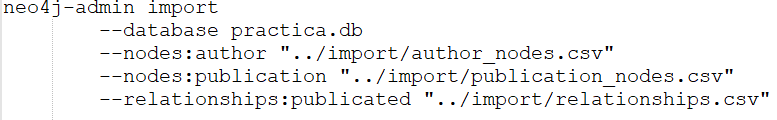 neo4j-admin import
--database practica.db
--nodes:author "../import/author_nodes.csv"
--nodes:publication "../import/publication_nodes.csv"
--relationships:publicated "../import/relationships.csv"